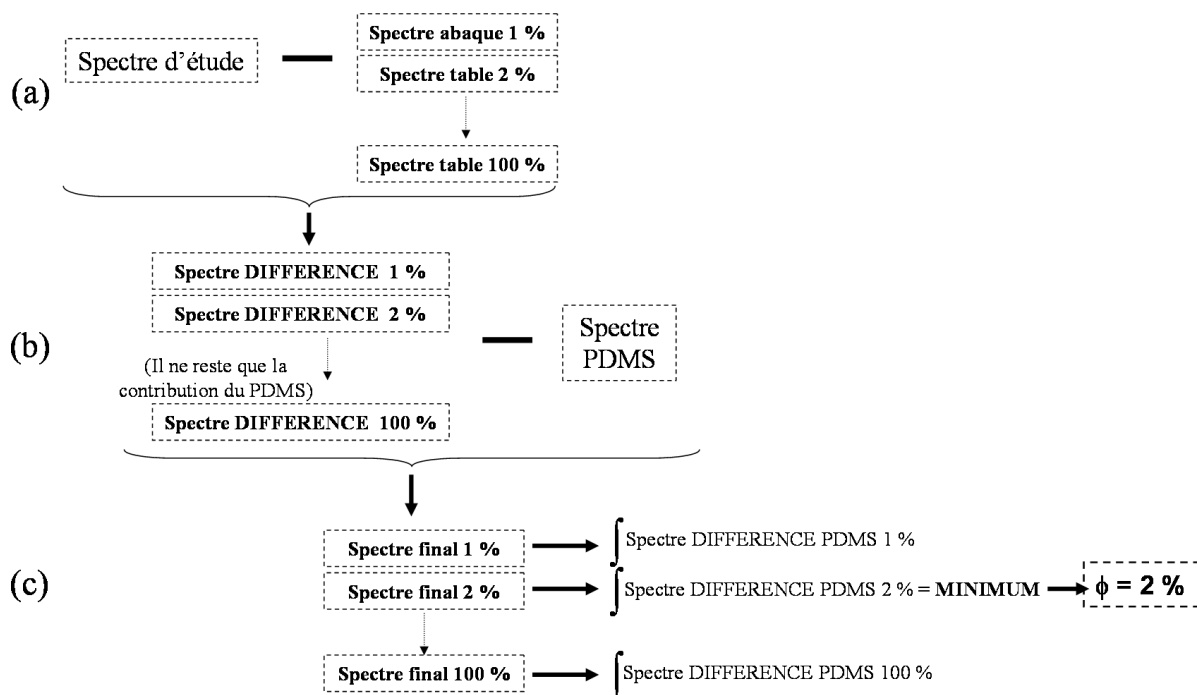 (a)
Spectre d'étude
Spectre abaque 1 %
Spectre table 2 %
Spectre table 100 %
(b)
Spectre DIFFERENCE 1 %
Spectre DIFFERENCE 2 %
(Il ne reste que la
contribution du PDMS)
Spectre DIFFERENCE 100 %
Spectre
PDMS
(c)
Spectre final 1 %
∫ Spectre DIFFERENCE PDMS 1 %
Spectre final 2 %
∫ Spectre DIFFERENCE PDMS 2 % = MINIMUM
ϕ = 2 %
Spectre final 100 %
∫ Spectre DIFFERENCE PDMS 100 %